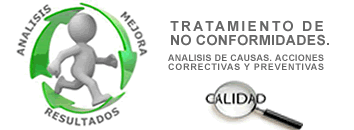 ANALISIS
MEJORA
RESULTADOS
TRATAMIENTO DE
NO CONFORMIDADES.
ANALISIS DE CAUSAS. ACCIONES
CORRECTIVAS Y PREVENTIVAS
CALIDAD